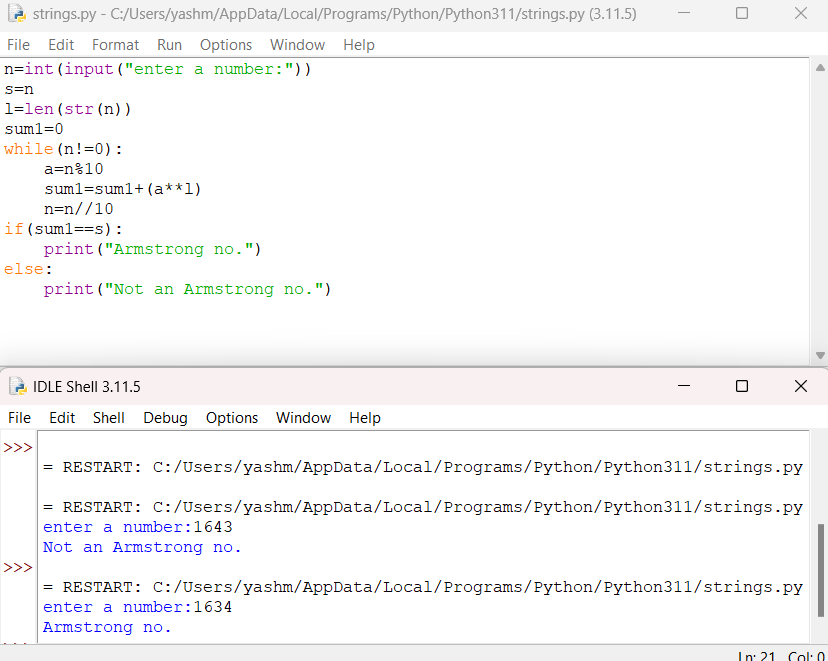 strings.py - C:/Users/yashm/AppData/Local/Programs/Python/Python311/strings.py (3.11.5)
File Edit Format Run Options Window Help
n=int(input("enter a number:"))
s=n
l=len(str(n))
sum1=0
while(n!=0):
    a=n%10
    sum1=sum1+(a**l)
    n=n//10
if(sum1==s):
    print("Armstrong no.")
else:
    print("Not an Armstrong no.")
IDLE Shell 3.11.5
File Edit Shell Debug Options Window Help
>>>
= RESTART: C:/Users/yashm/AppData/Local/Programs/Python/Python311/strings.py
= RESTART: C:/Users/yashm/AppData/Local/Programs/Python/Python311/strings.py
enter a number:1643
Not an Armstrong no.
>>>
= RESTART: C:/Users/yashm/AppData/Local/Programs/Python/Python311/strings.py
enter a number:1634
Armstrong no.
Ln: 21 Col: 0